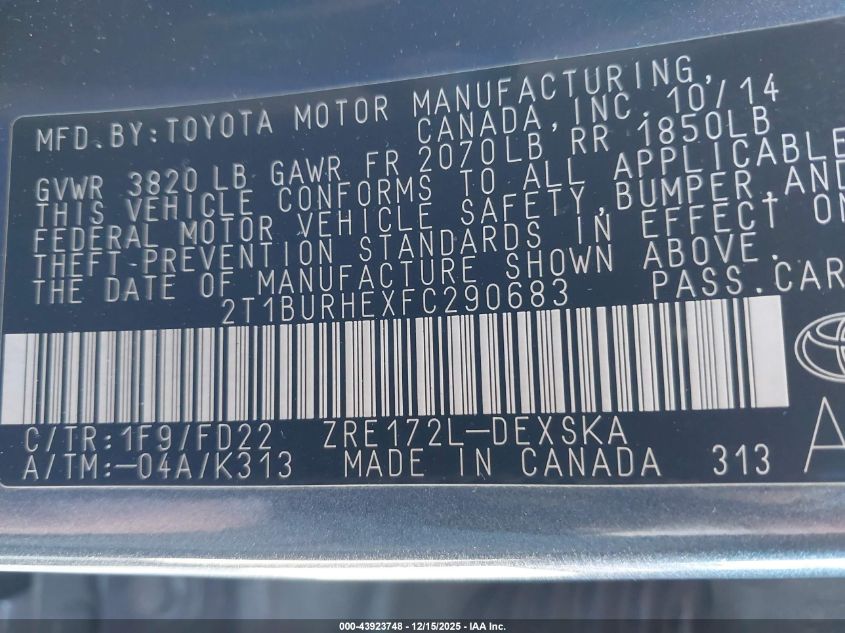 MFD.BY:TOYOTA MOTOR MANUFACTURING,
CANADA, INC. 10/14
GVWR 3820 LB GAWR FR 2070LB RR 1850LB
THIS VEHICLE CONFORMS TO ALL APPLICABLE
FEDERAL MOTOR VEHICLE SAFETY, BUMPER, AND
THEFT-PREVENTION STANDARDS IN EFFECT ON
THE DATE OF MANUFACTURE SHOWN ABOVE.
2T1BURHEXFC290683 PASS.CAR
C/TR:1F9/FD22 ZRE172L-DEXSKA
A/TM:-04A/K313 MADE IN CANADA 313
A
000-43923748 - 12/15/2025 - IAA Inc.